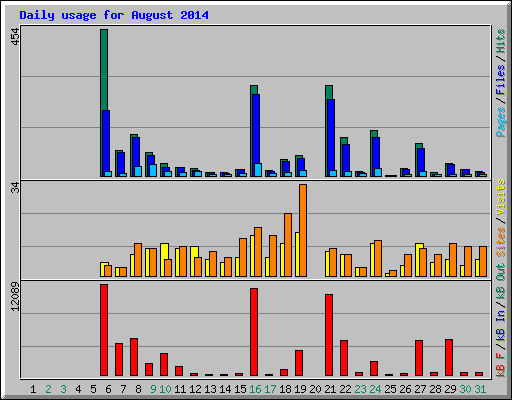 Daily usage for August 2014
454
Pages / Files / Hits
34
Sites / Visits
12089
kB F / kB In / kB Out
1 2 3 4 5 6 7 8 9 10 11 12 13 14 15 16 17 18 19 20 21 22 23 24 25 26 27 28 29 30 31